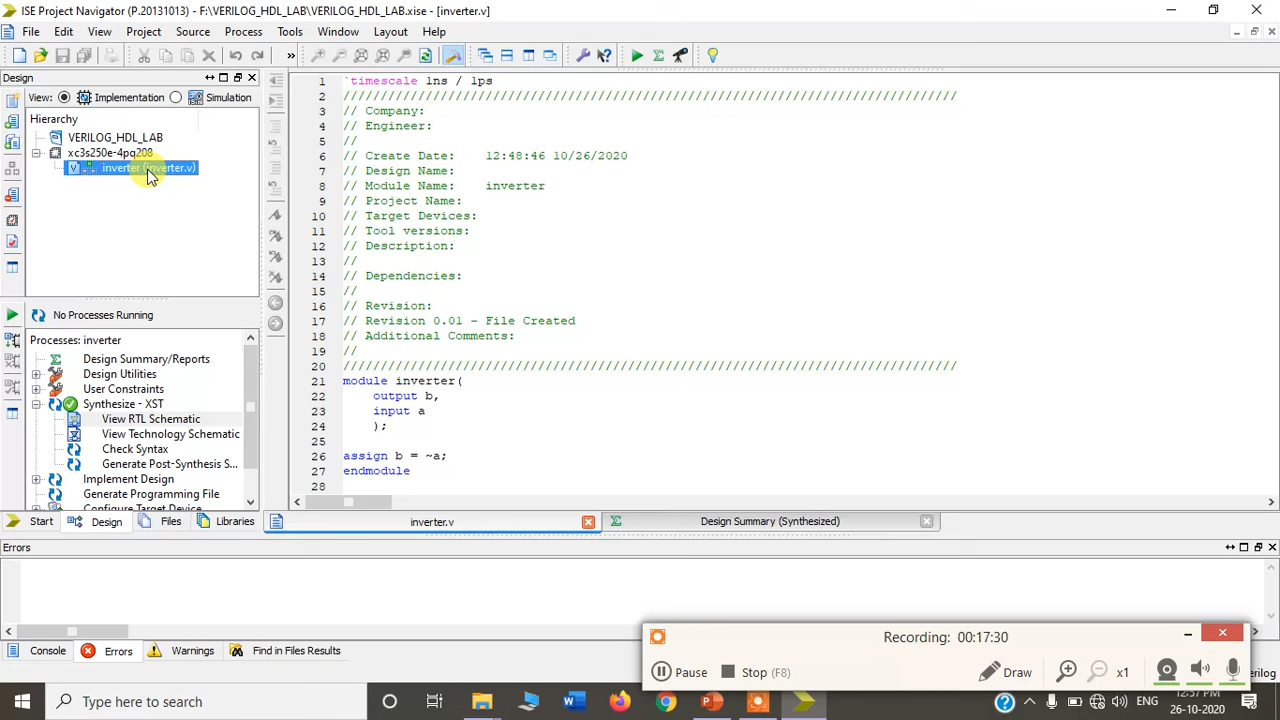 ISE Project Navigator (P.20131013) - F:\VERILOG_HDL_LAB\VERILOG_HDL_LAB.xise - [inverter.v]
File Edit View Project Source Process Tools Window Layout Help
Design
View: Implementation Simulation
Hierarchy
VERILOG_HDL_LAB
xc3s250e-4pq208
inverter (inverter.v)
No Processes Running
Processes: inverter
Design Summary/Reports
Design Utilities
User Constraints
Synthesize - XST
View RTL Schematic
View Technology Schematic
Check Syntax
Generate Post-Synthesis S...
Implement Design
Generate Programming File
Configure Target Device
Start Design Files Libraries
1 `timescale 1ns / 1ps
2 //////////////////////////////////////////////////////////////////////////////////
3 // Company:
4 // Engineer:
5 //
6 // Create Date: 12:48:46 10/26/2020
7 // Design Name:
8 // Module Name: inverter
9 // Project Name:
10 // Target Devices:
11 // Tool versions:
12 // Description:
13 //
14 // Dependencies:
15 //
16 // Revision:
17 // Revision 0.01 - File Created
18 // Additional Comments:
19 //
20 //////////////////////////////////////////////////////////////////////////////////
21 module inverter(
22 output b,
23 input a
24 );
25
26 assign b = ~a;
27 endmodule
28
inverter.v Design Summary (Synthesized)
Errors
Console Errors Warnings Find in Files Results
Recording: 00:17:30
Pause Stop (F8) Draw x1
Type here to search
ENG
12:57 PM
26-10-2020